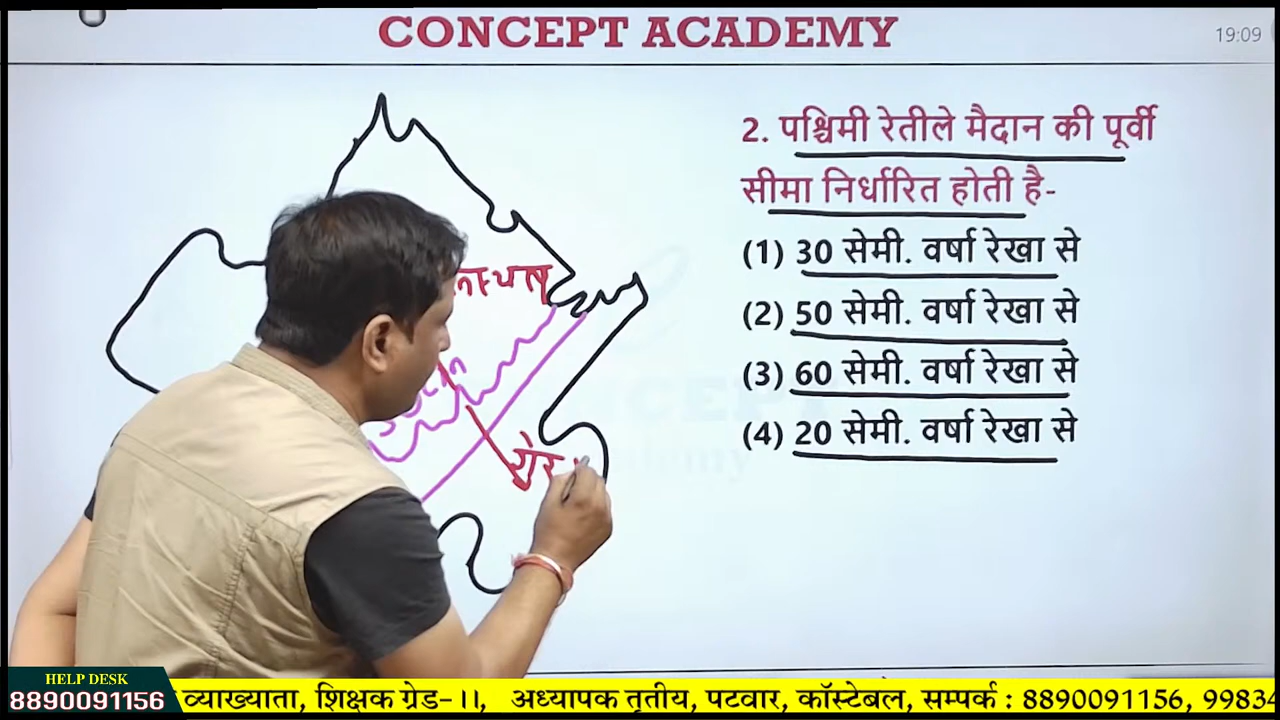 CONCEPT ACADEMY
19:09
2. पश्चिमी रेतीले मैदान की पूर्वी
सीमा निर्धारित होती है-
(1) 30 सेमी. वर्षा रेखा से
(2) 50 सेमी. वर्षा रेखा से
(3) 60 सेमी. वर्षा रेखा से
(4) 20 सेमी. वर्षा रेखा से
HELP DESK
8890091156
व्याख्याता, शिक्षक ग्रेड-।।, अध्यापक तृतीय, पटवार, कॉस्टेबल, सम्पर्क : 8890091156, 99834